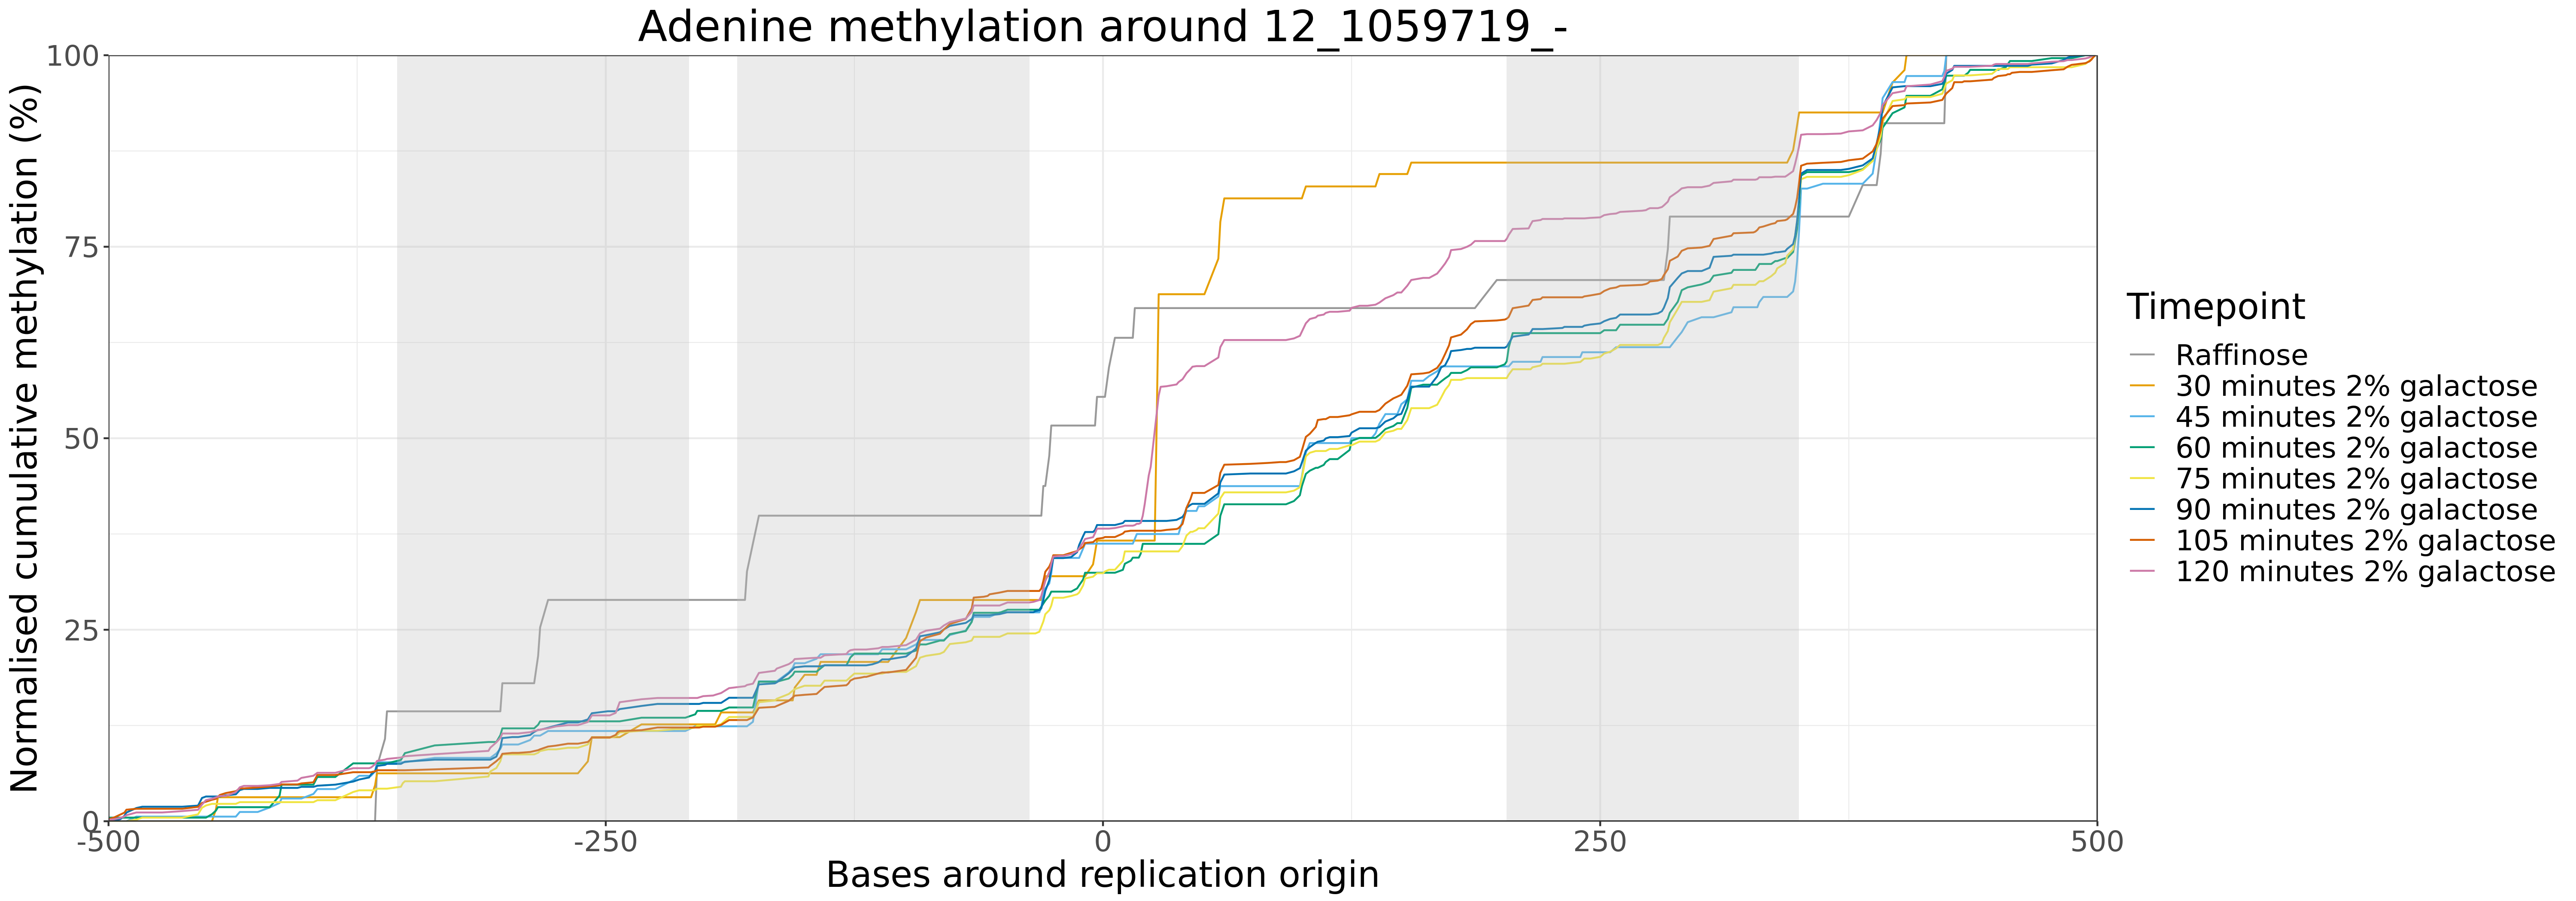 Adenine methylation around 12_1059719_-
Normalised cumulative methylation (%)
100
75
50
25
0
-500
-250
0
250
500
Bases around replication origin
Timepoint
Raffinose
30 minutes 2% galactose
45 minutes 2% galactose
60 minutes 2% galactose
75 minutes 2% galactose
90 minutes 2% galactose
105 minutes 2% galactose
120 minutes 2% galactose